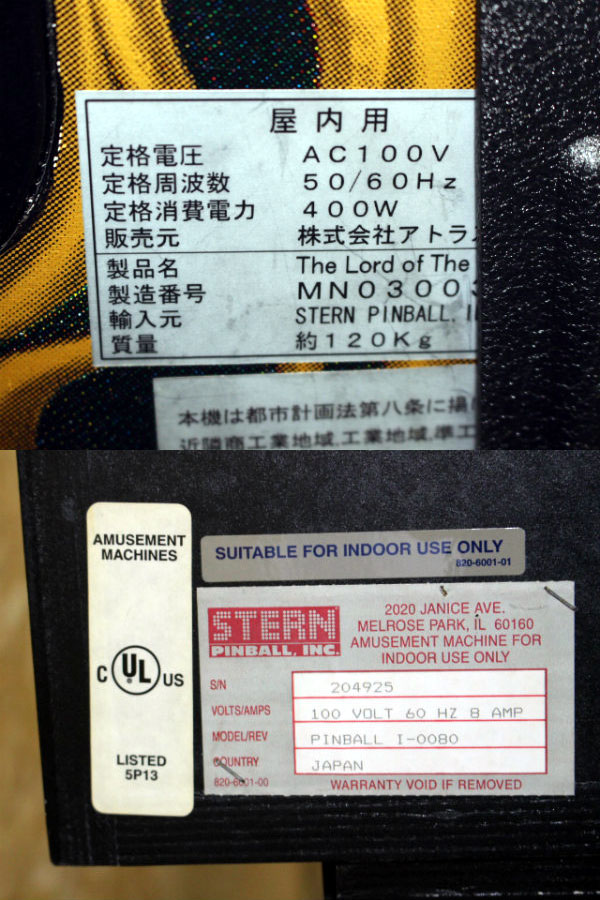 屋内用
定格電圧 AC100V
定格周波数 50/60Hz
定格消費電力 400W
販売元 株式会社アトラ
製品名 The Lord of The
製造番号 MN0300
輸入元 STERN PINBALL, I
質量 約120Kg
本機は都市計画法第八条に掲
近隣商工業地域.工業地域.準工
AMUSEMENT
MACHINES
C UL US
LISTED
5P13
SUITABLE FOR INDOOR USE ONLY
820-6001-01
STERN
PINBALL, INC.
2020 JANICE AVE.
MELROSE PARK, IL 60160
AMUSEMENT MACHINE FOR
INDOOR USE ONLY
S/N 204925
VOLTS/AMPS 100 VOLT 60 HZ 8 AMP
MODEL/REV PINBALL I-0080
COUNTRY JAPAN
820-6001-00 WARRANTY VOID IF REMOVED